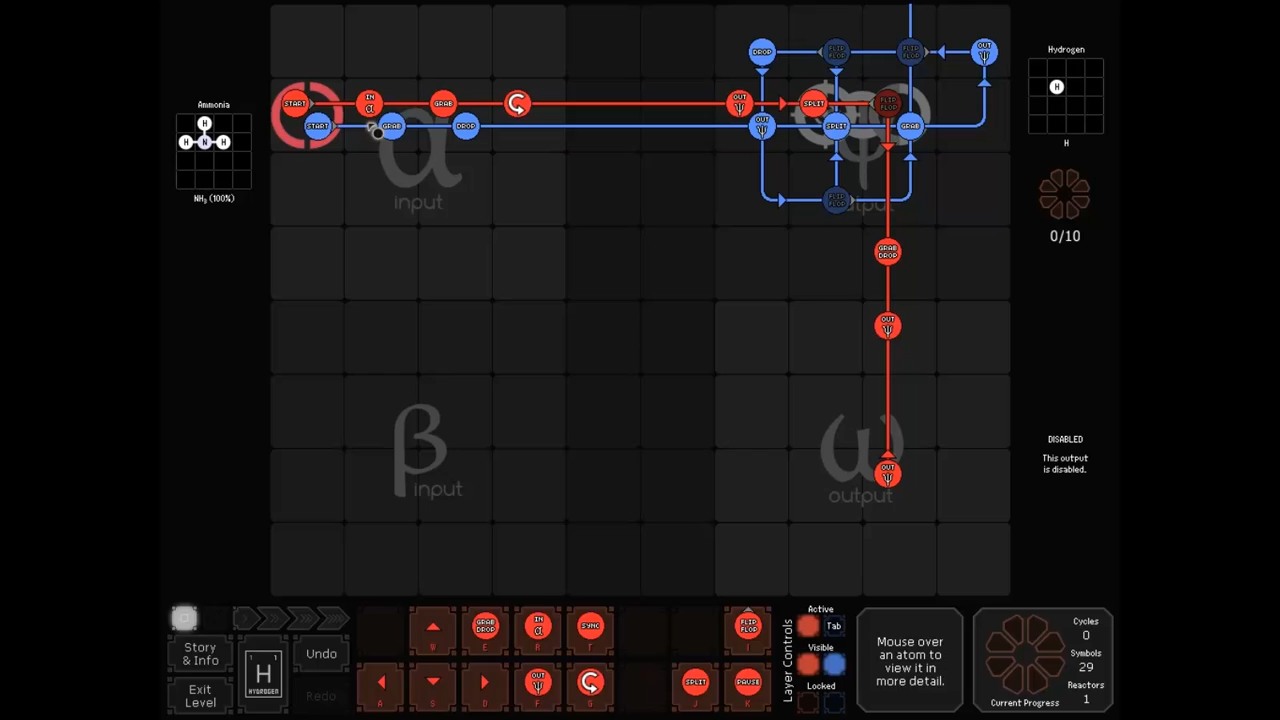 Ammonia
H
H N H
NH₃ (100%)
DROP
FLIP FLOP
FLIP FLOP
OUT ψ
START
IN α
GRAB
OUT ψ
SPLIT
FLIP FLOP
START
GRAB
DROP
OUT ψ
SPLIT
GRAB
α
input
FLIP FLOP
GRAB DROP
OUT ψ
β
input
ω
output
OUT ψ
Hydrogen
H
H
0/10
DISABLED
This output
is disabled.
Story
& Info
Exit
Level
1
H
HYDROGEN
Undo
Redo
W
GRAB DROP
E
IN α
R
SYNC
T
FLIP FLOP
I
A
S
D
OUT ψ
F
G
SPLIT
J
PAUSE
K
Layer Controls
Active
Tab
Visible
Locked
Mouse over
an atom to
view it in
more detail.
Cycles
0
Symbols
29
Reactors
1
Current Progress